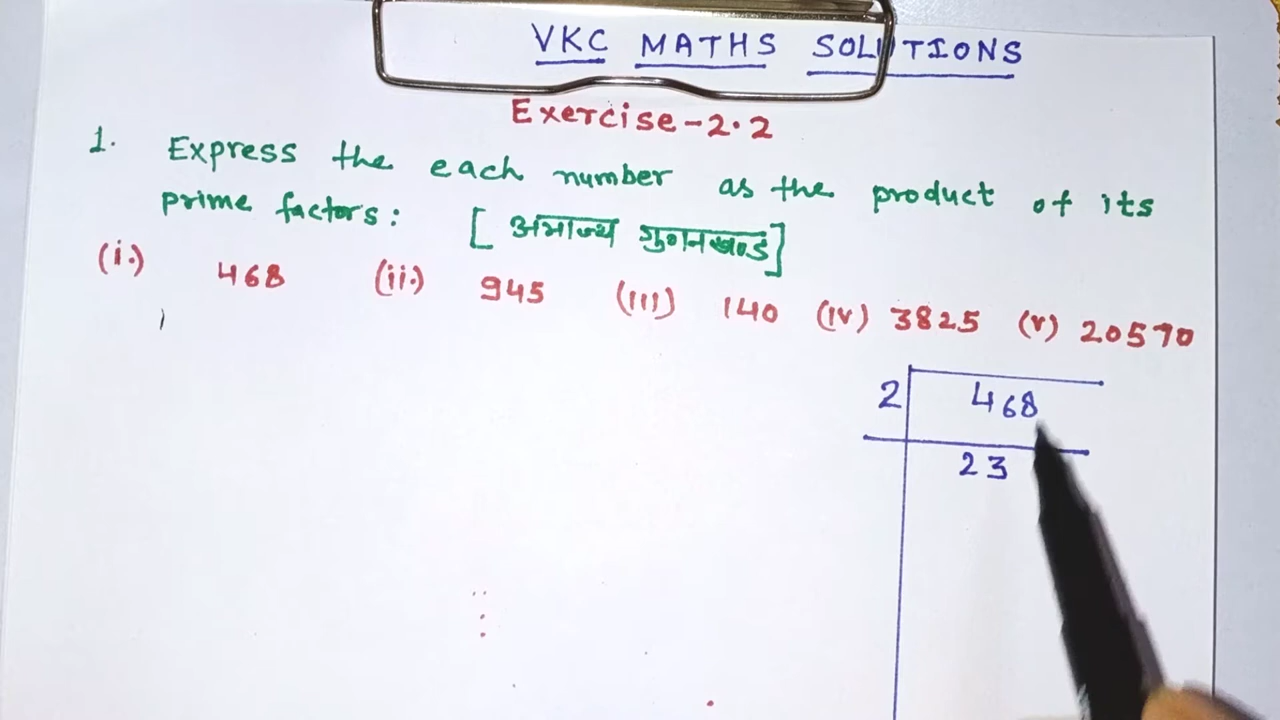 VKC MATHS SOLUTIONS
Exercise-2.2
1. Express the each number as the product of its
prime factors: [अभाज्य गुणनखण्ड]
(i.) 468 (ii.) 945 (III) 140 (IV) 3825 (V) 20570
2 468
23